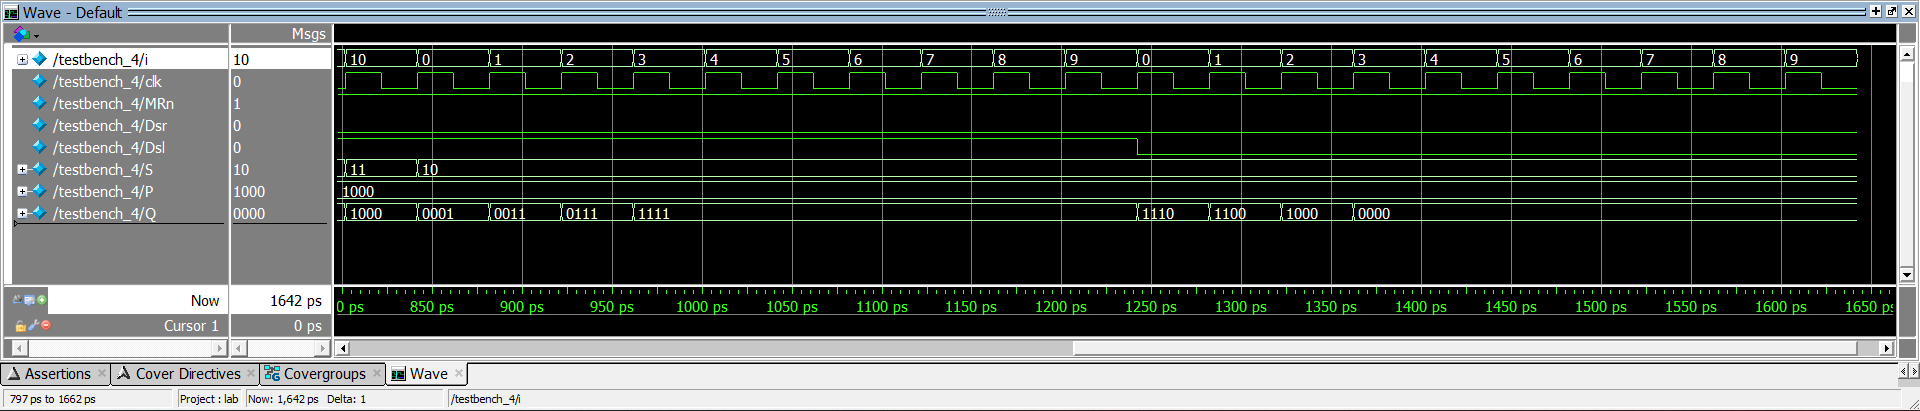 Wave - Default
Msgs
/testbench_4/i 10 10 0 1 2 3 4 5 6 7 8 9 0 1 2 3 4 5 6 7 8 9
/testbench_4/clk 0
/testbench_4/MRn 1
/testbench_4/Dsr 0
/testbench_4/Dsl 0
/testbench_4/S 10 11 10
/testbench_4/P 1000 1000
/testbench_4/Q 0000 1000 0001 0011 0111 1111 1110 1100 1000 0000
Now 1642 ps 0 ps 850 ps 900 ps 950 ps 1000 ps 1050 ps 1100 ps 1150 ps 1200 ps 1250 ps 1300 ps 1350 ps 1400 ps 1450 ps 1500 ps 1550 ps 1600 ps 1650 ps
Cursor 1 0 ps
Assertions Cover Directives Covergroups Wave
797 ps to 1662 ps Project : lab Now: 1,642 ps Delta: 1 /testbench_4/i